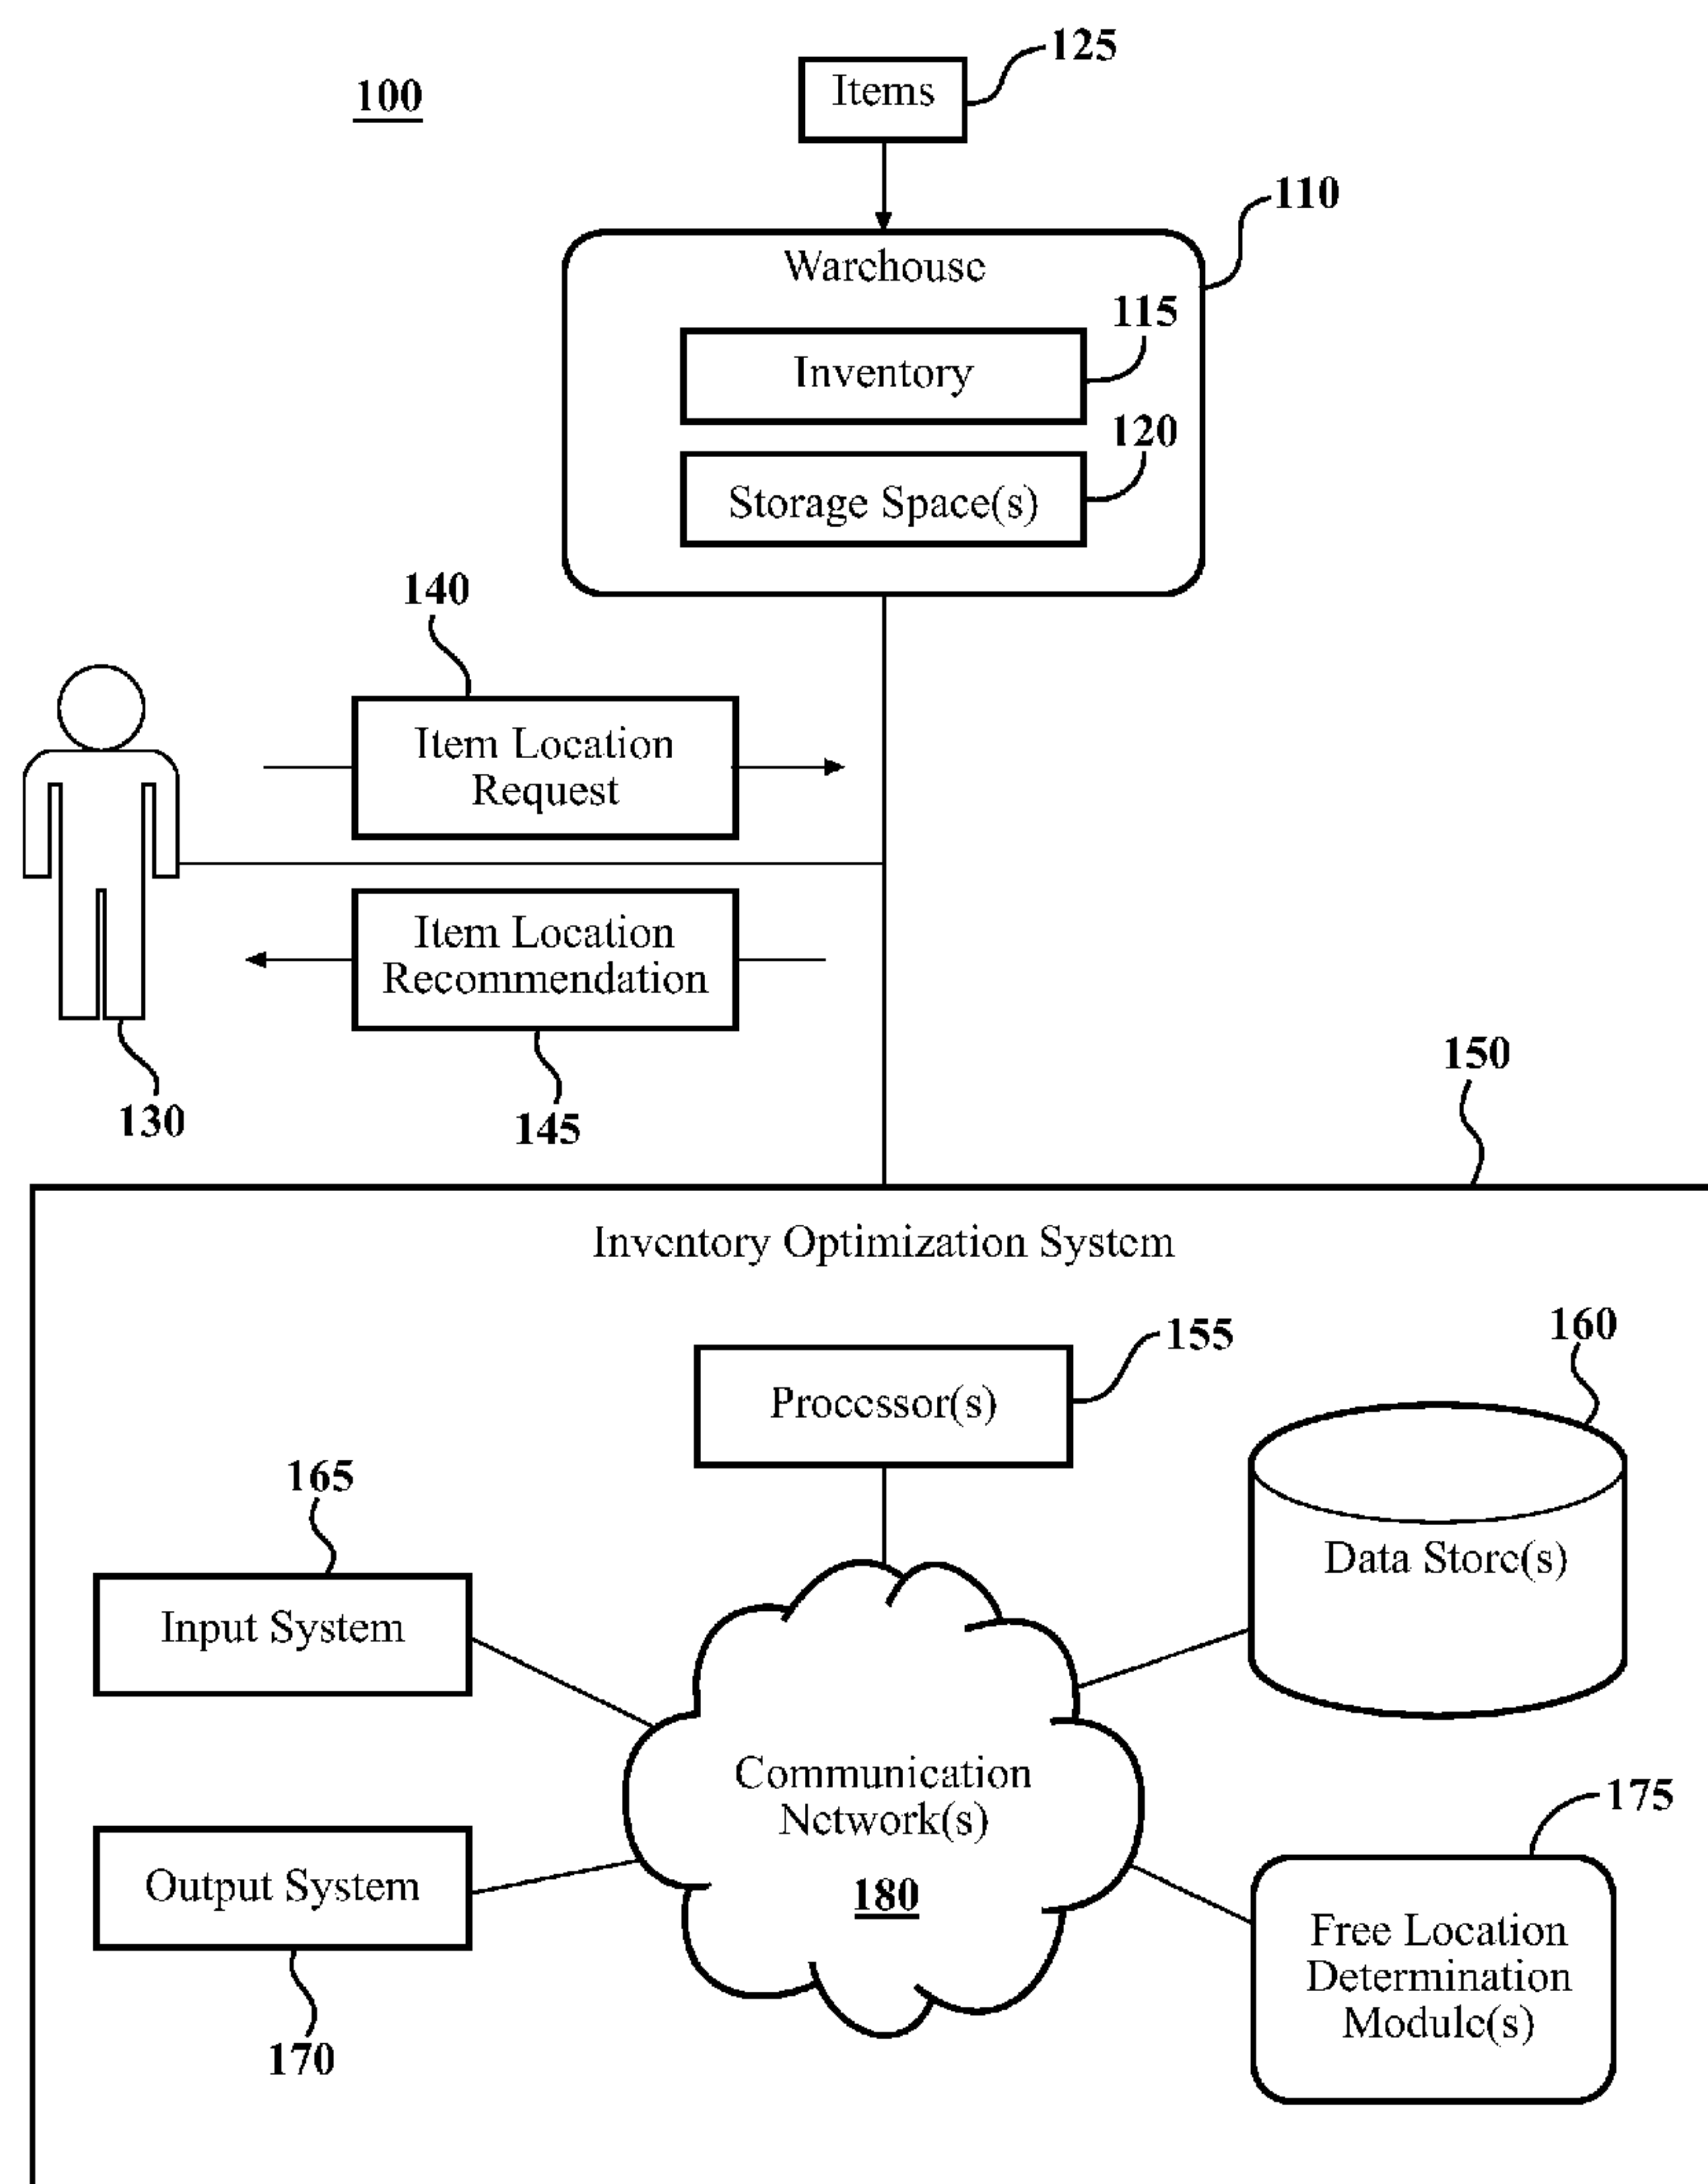 125
Items
100
110
Warehouse
115
Inventory
120
Storage Space(s)
140
Item Location
Request
Item Location
Recommendation
130
145
150
Inventory Optimization System
155
160
Processor(s)
165
Data Store(s)
Input System
Communication
Network(s)
175
180
Output System
Free Location
Determination
Module(s)
170